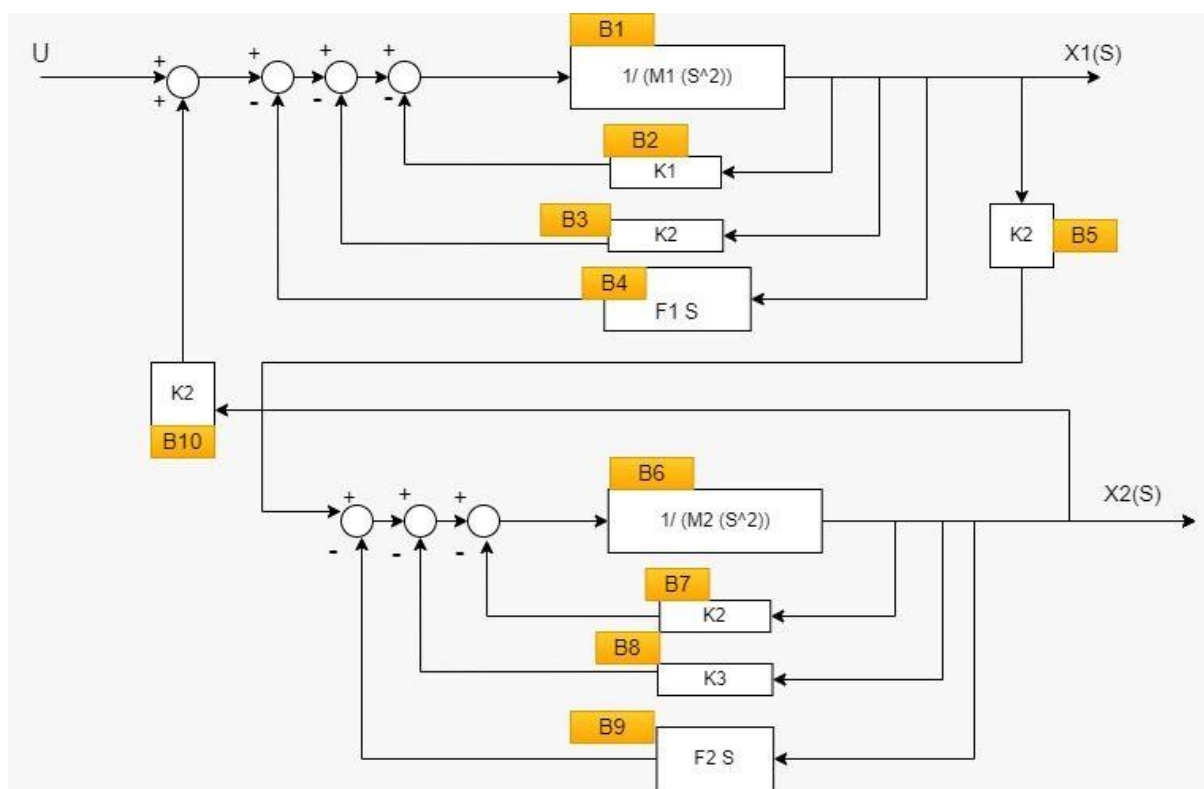 B1
U
X1(S)
+
+
+
+
1/ (M1 (S^2))
+
-
-
-
B2
K1
B3
K2
K2
B5
B4
F1 S
K2
B10
B6
X2(S)
+
+
+
1/ (M2 (S^2))
-
-
-
B7
K2
B8
K3
B9
F2 S